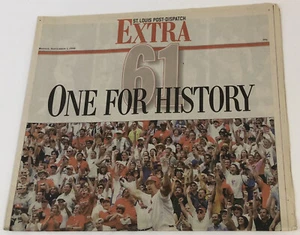 ST. LOUIS POST-DISPATCH
EXTRA
61
ONE FOR HISTORY